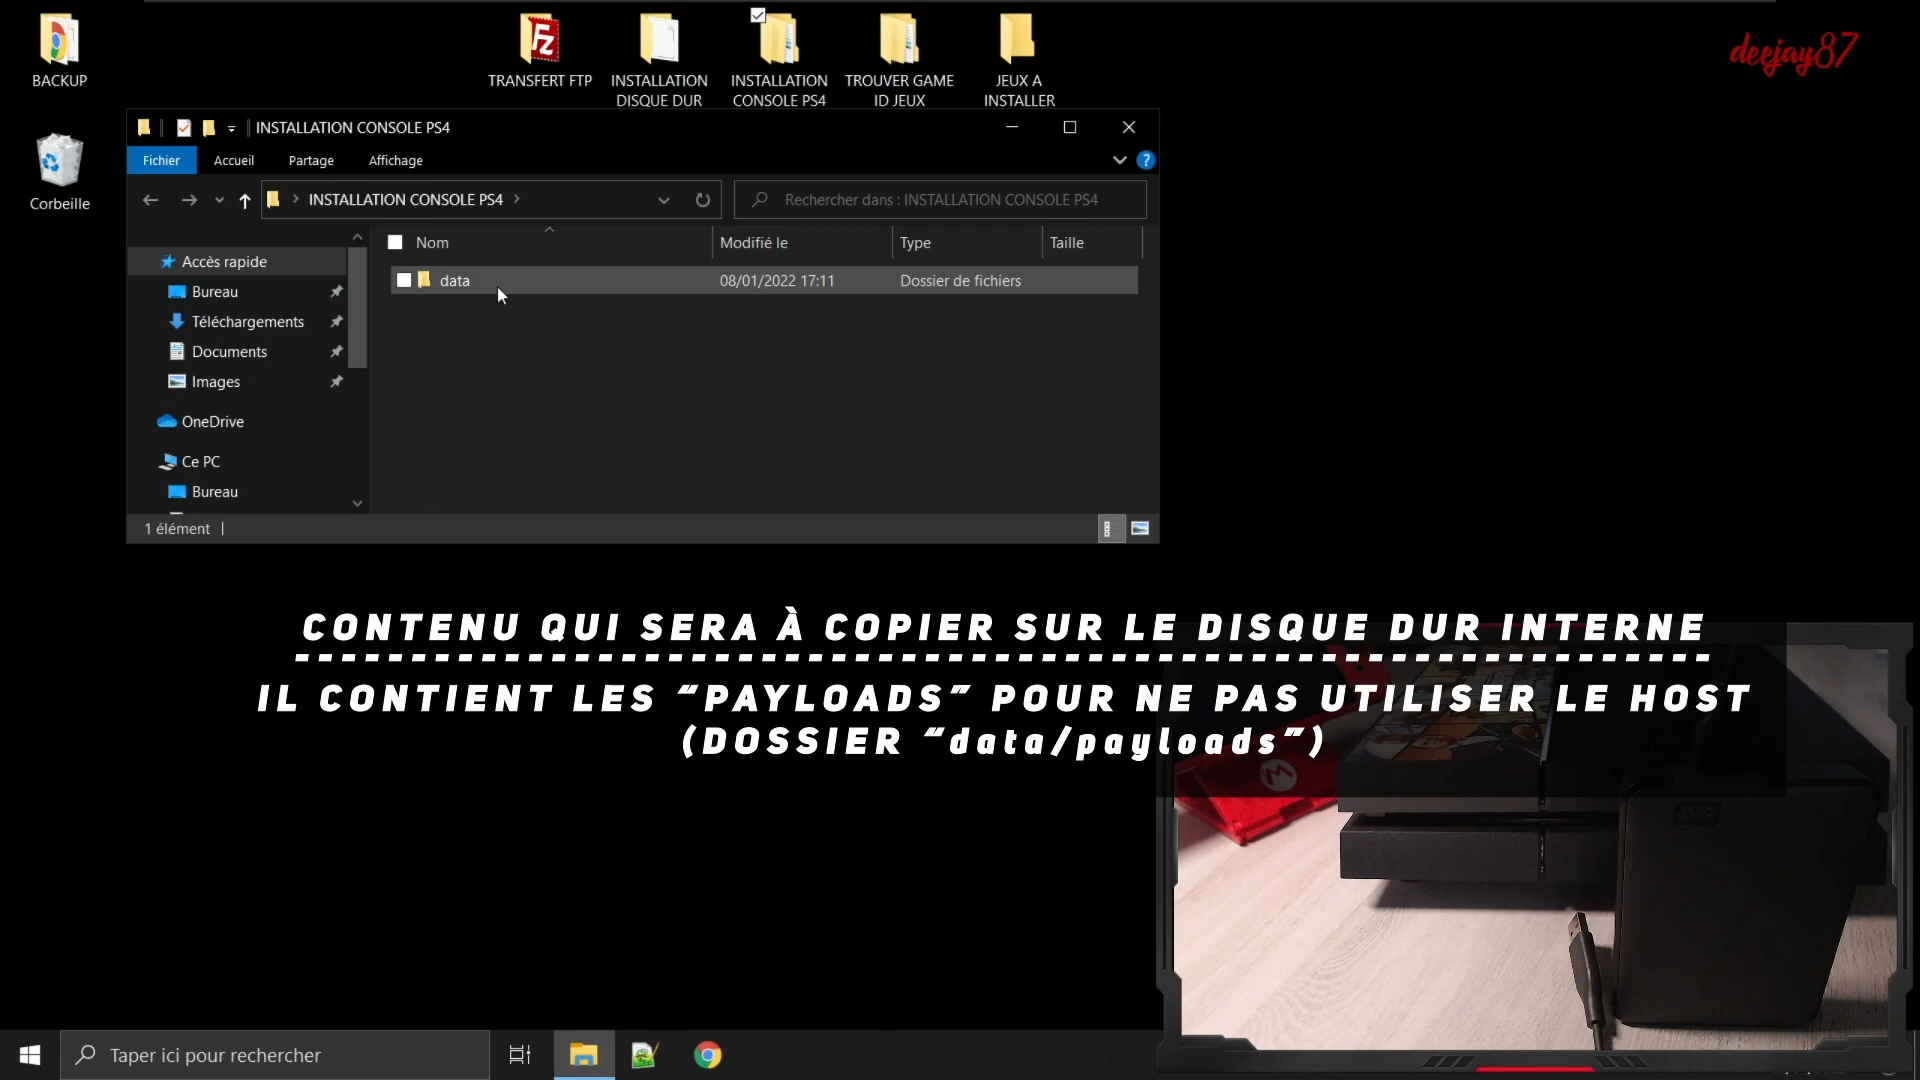 deejay87
BACKUP
TRANSFERT FTP
INSTALLATION
DISQUE DUR
INSTALLATION
CONSOLE PS4
TROUVER GAME
ID JEUX
JEUX A
INSTALLER
Corbeille
INSTALLATION CONSOLE PS4
Fichier
Accueil
Partage
Affichage
?
INSTALLATION CONSOLE PS4
Rechercher dans : INSTALLATION CONSOLE PS4
Nom
Modifié le
Type
Taille
Accès rapide
Bureau
Téléchargements
Documents
Images
OneDrive
Ce PC
Bureau
data
08/01/2022 17:11
Dossier de fichiers
1 élément
CONTENU QUI SERA À COPIER SUR LE DISQUE DUR INTERNE
IL CONTIENT LES “PAYLOADS” POUR NE PAS UTILISER LE HOST
(DOSSIER “data/payloads”)
Taper ici pour rechercher